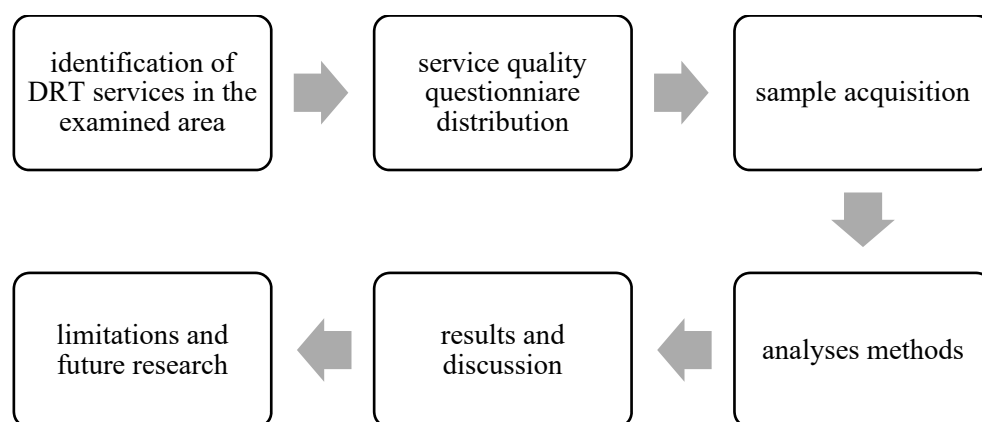 identification of
DRT services in the
examined area
service quality
questionniare
distribution
sample acquisition
analyses methods
results and
discussion
limitations and
future research